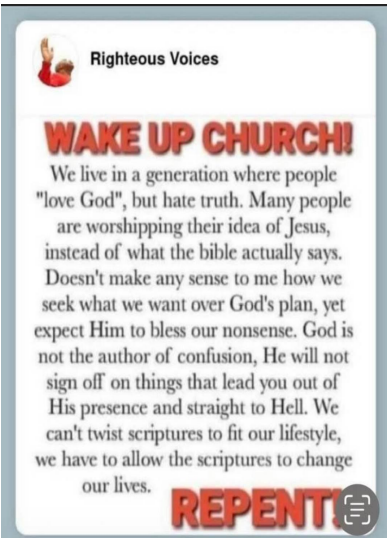 Righteous Voices
WAKE UP CHURCH!
We live in a generation where people
"love God", but hate truth. Many people
are worshipping their idea of Jesus,
instead of what the bible actually says.
Doesn't make any sense to me how we
seek what we want over God's plan, yet
expect Him to bless our nonsense. God is
not the author of confusion, He will not
sign off on things that lead you out of
His presence and straight to Hell. We
can't twist scriptures to fit our lifestyle,
we have to allow the scriptures to change
our lives.
REPENT!